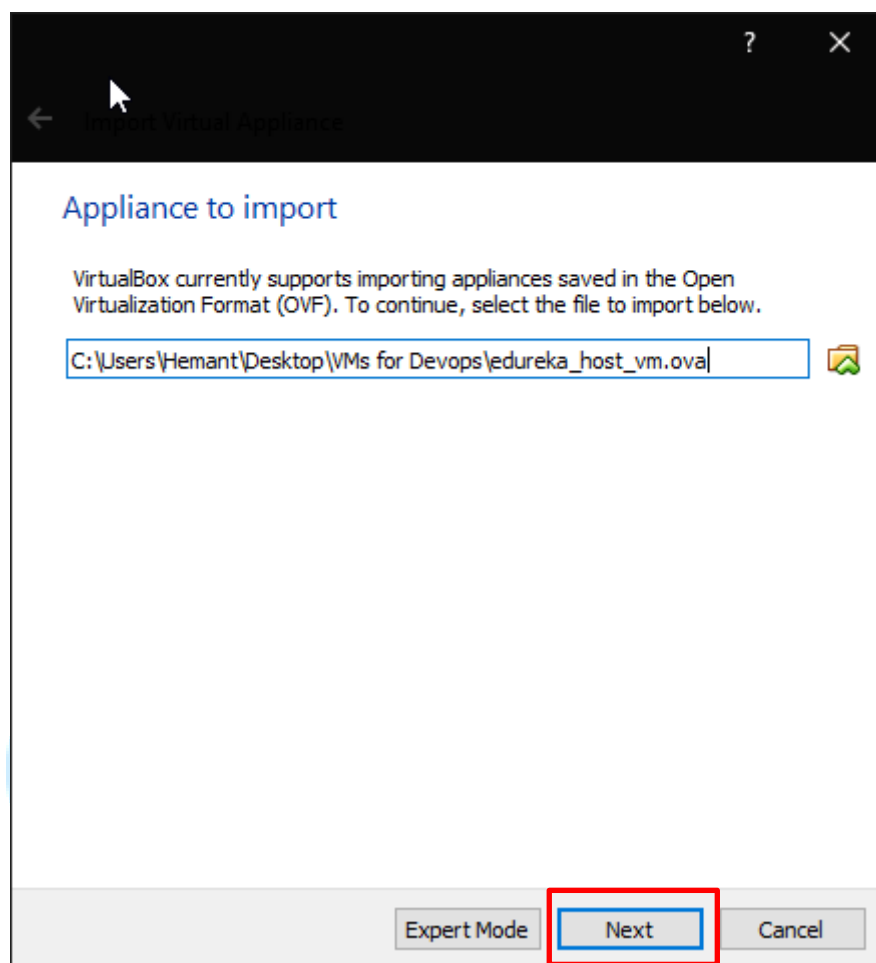 ?
Import Virtual Appliance
Appliance to import
VirtualBox currently supports importing appliances saved in the Open
Virtualization Format (OVF). To continue, select the file to import below.
C:\Users\Hemant\Desktop\VMs for Devops\edureka_host_vm.ova
Expert Mode Next Cancel